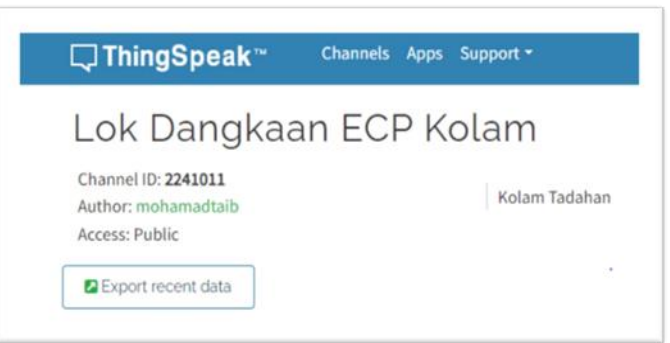 ThingSpeak™ Channels Apps Support
Lok Dangkaan ECP Kolam
Channel ID: 2241011
Author: mohamadtaib
Kolam Tadahan
Access: Public
Export recent data